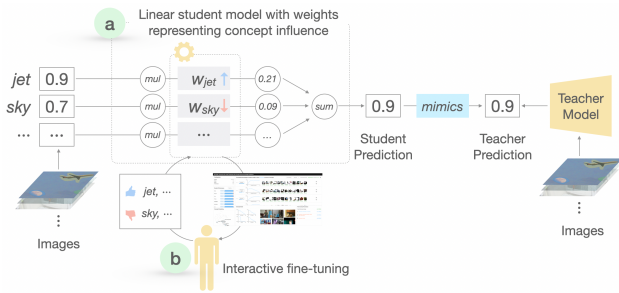 a
Linear student model with weights
representing concept influence
jet 0.9 mul Wjet 0.21
sky 0.7 mul Wsky 0.09
... ... mul ... ...
sum
0.9 mimics 0.9
Student
Prediction
Teacher
Prediction
Teacher
Model
jet, ...
sky, ...
Images
Images
b
Interactive fine-tuning